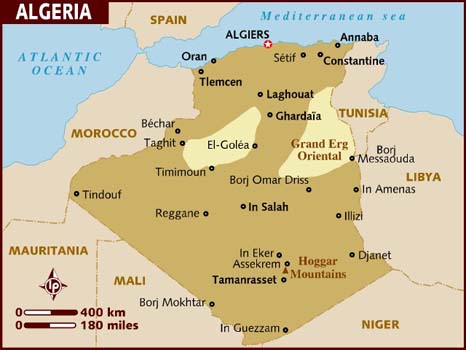 ALGERIA
SPAIN
Mediterranean sea
ATLANTIC
OCEAN
ALGIERS
Annaba
Oran
Sétif
Constantine
Tlemcen
Laghouat
Ghardaïa
TUNISIA
MOROCCO
Béchar
Taghit
El-Goléa
Grand Erg
Oriental
Borj
Messaouda
Timimoun
LIBYA
Borj Omar Driss
In Amenas
Tindouf
Reggane
In Salah
Illizi
MAURITANIA
In Eker
Assekrem
Hoggar
Mountains
Djanet
MALI
Tamanrasset
LP
0
400 km
0
180 miles
Borj Mokhtar
In Guezzam
NIGER